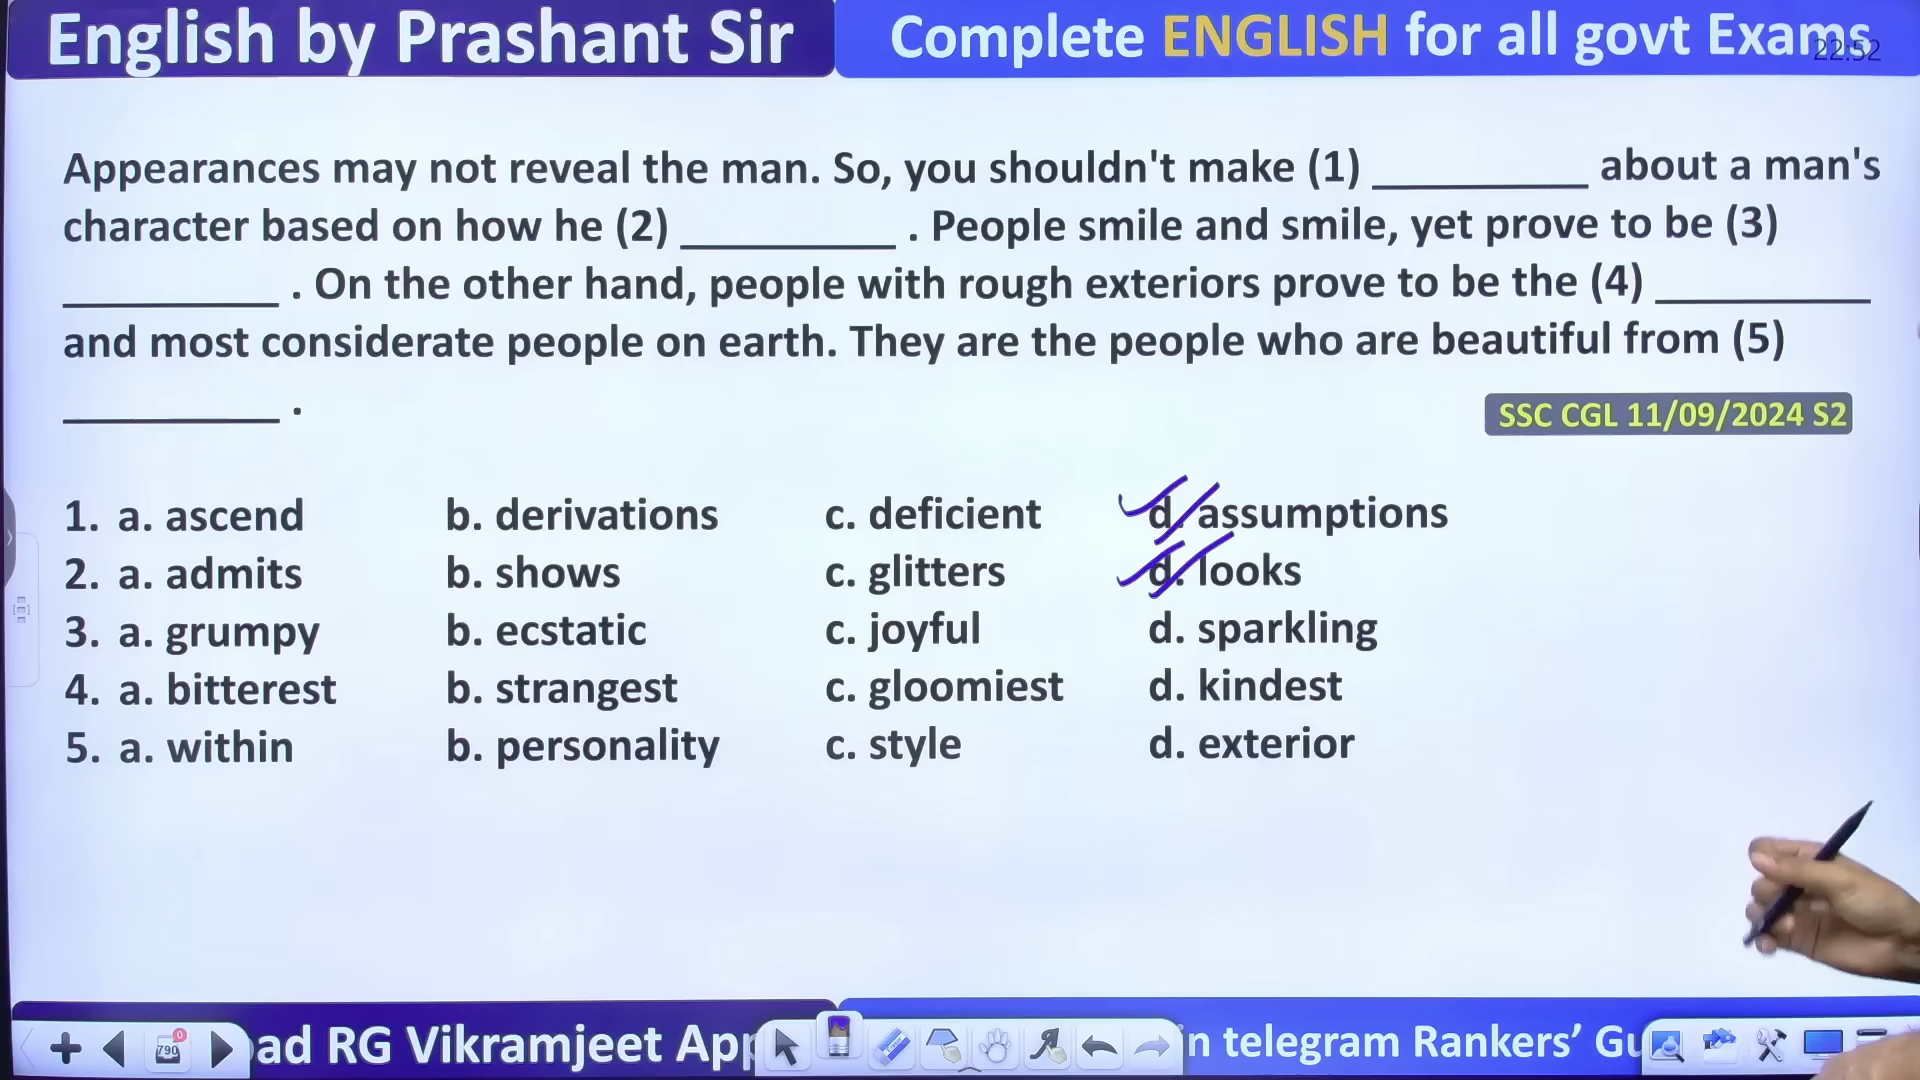 English by Prashant Sir
Complete ENGLISH for all govt Exams
22:52
Appearances may not reveal the man. So, you shouldn't make (1) __________ about a man's
character based on how he (2) __________ . People smile and smile, yet prove to be (3)
__________ . On the other hand, people with rough exteriors prove to be the (4) __________
and most considerate people on earth. They are the people who are beautiful from (5)
__________ .
SSC CGL 11/09/2024 S2
1. a. ascend b. derivations c. deficient d. assumptions
2. a. admits b. shows c. glitters d. looks
3. a. grumpy b. ecstatic c. joyful d. sparkling
4. a. bitterest b. strangest c. gloomiest d. kindest
5. a. within b. personality c. style d. exterior
790
0
RG Vikramjeet
telegram Rankers’